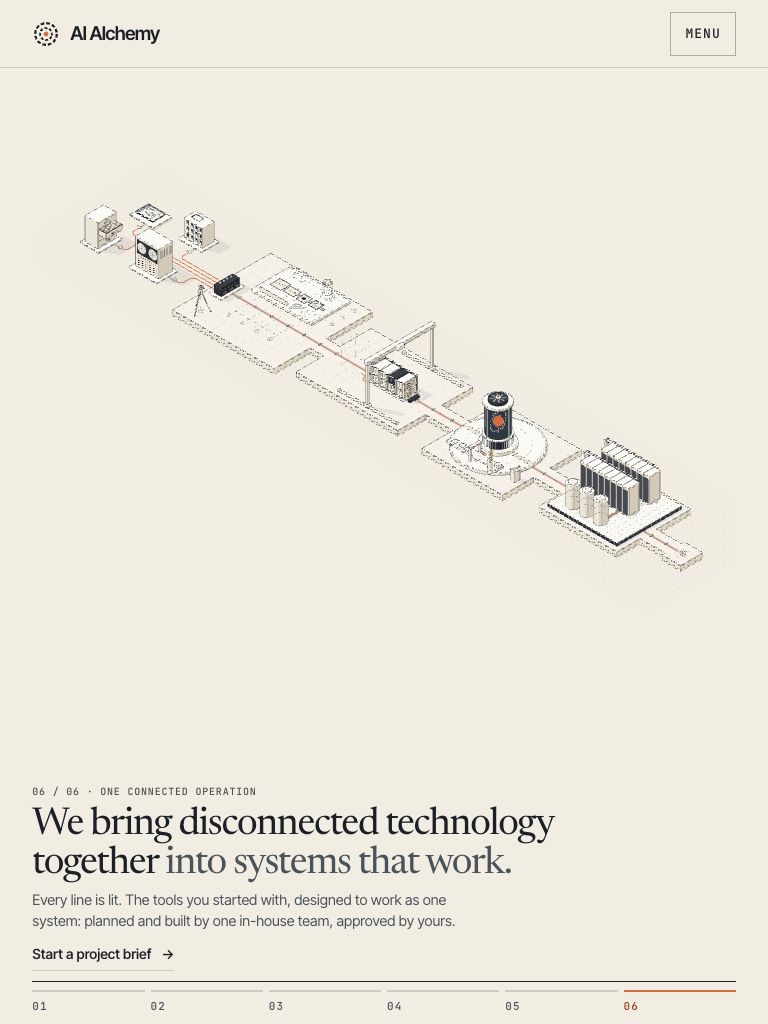 AI Alchemy
MENU
06 / 06 · ONE CONNECTED OPERATION
We bring disconnected technology
together into systems that work.
Every line is lit. The tools you started with, designed to work as one
system: planned and built by one in-house team, approved by yours.
Start a project brief →
01 02 03 04 05 06